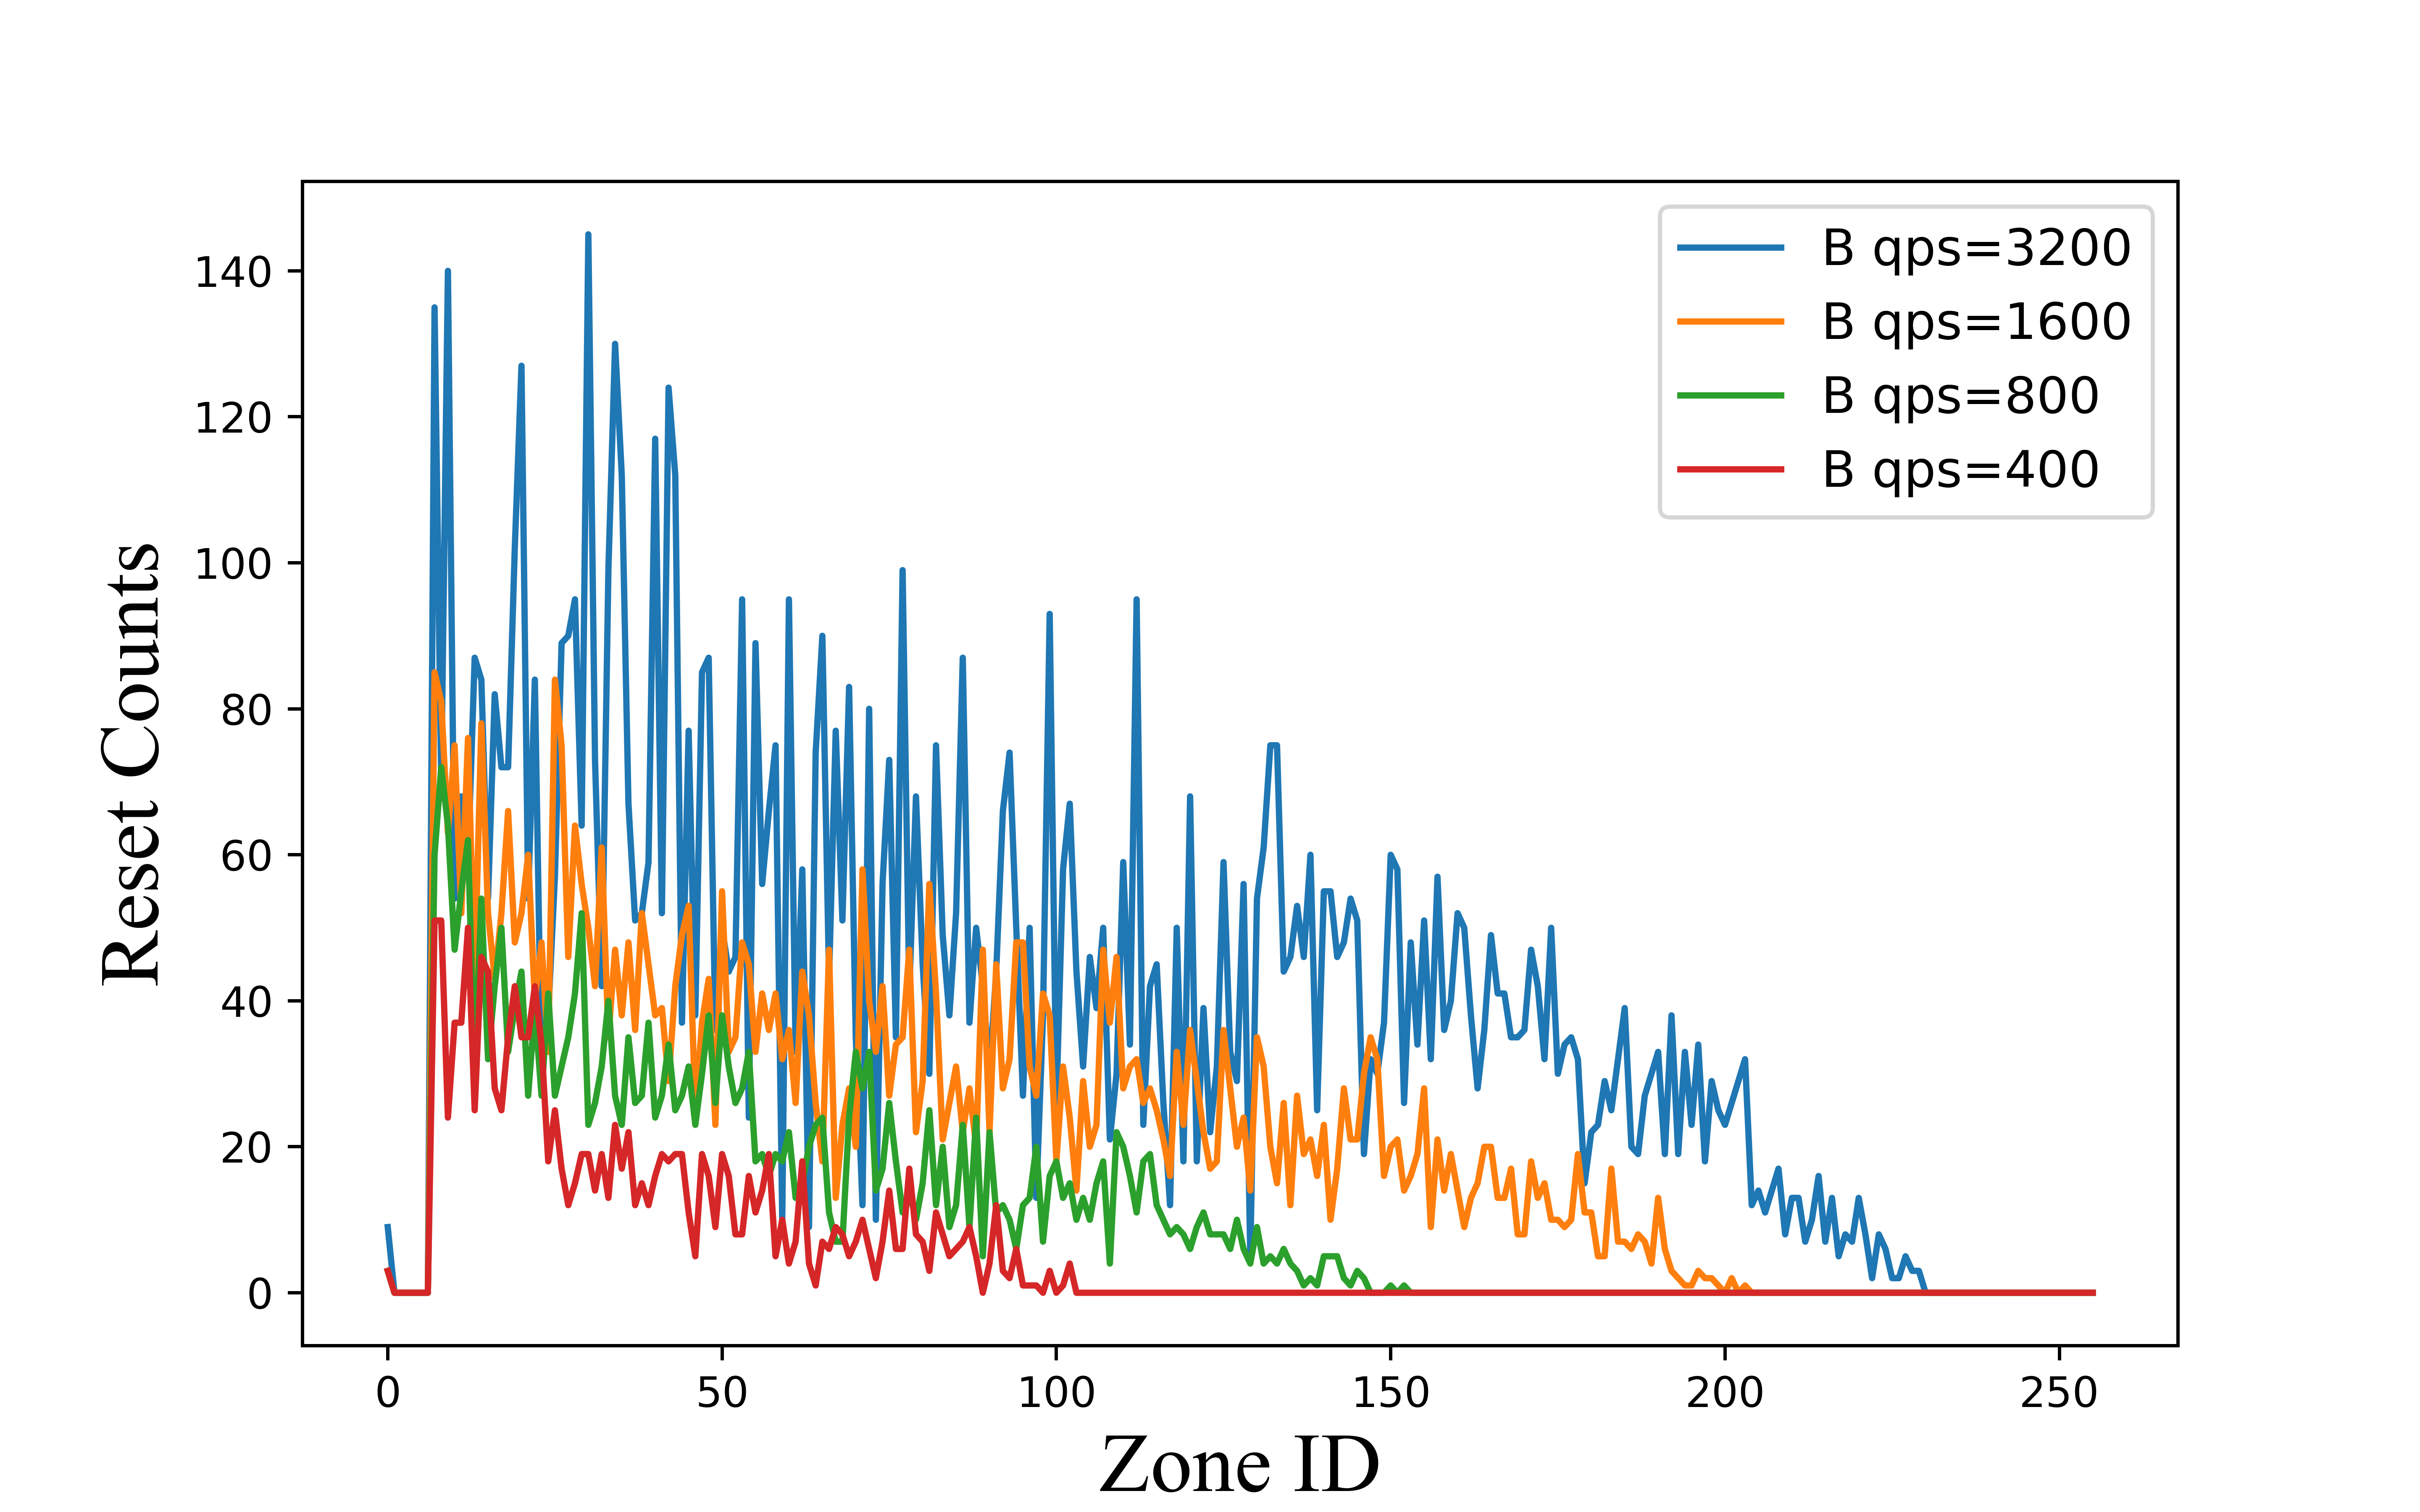 B qps=3200
B qps=1600
B qps=800
B qps=400
Reset Counts
140
120
100
80
60
40
20
0
0 50 100 150 200 250
Zone ID